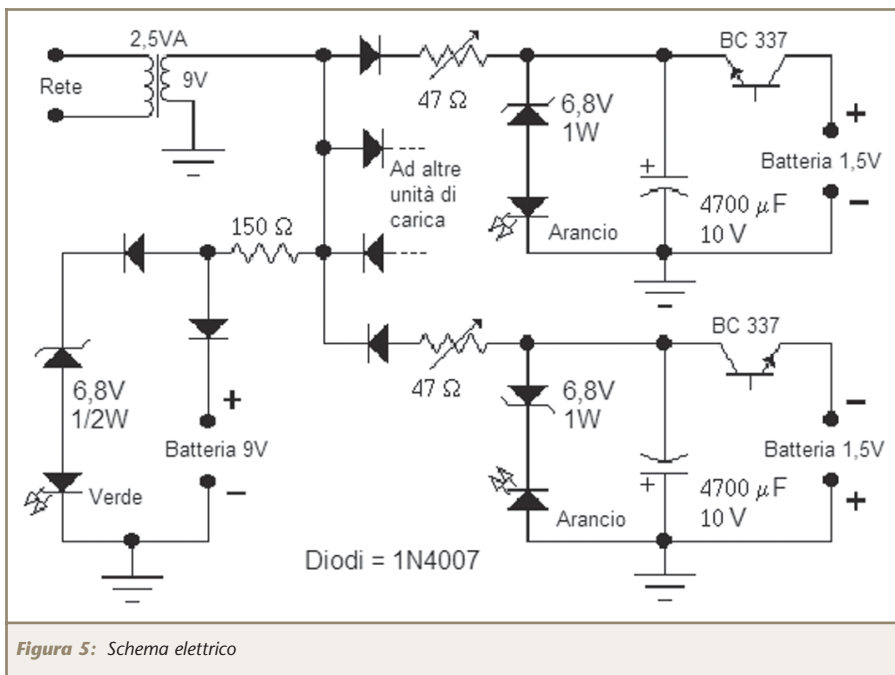 2,5VA
BC 337
Rete
9V
47 Ω
6,8V
1W
+
Batteria 1,5V
Ad altre
unità di
carica
+
4700 µF
10 V
−
150 Ω
Arancio
−
BC 337
47 Ω
6,8V
1W
6,8V
1/2W
+
−
Batteria 9V
Batteria 1,5V
Verde
−
+
4700 µF
10 V
+
Arancio
Diodi = 1N4007
Figura 5: Schema elettrico